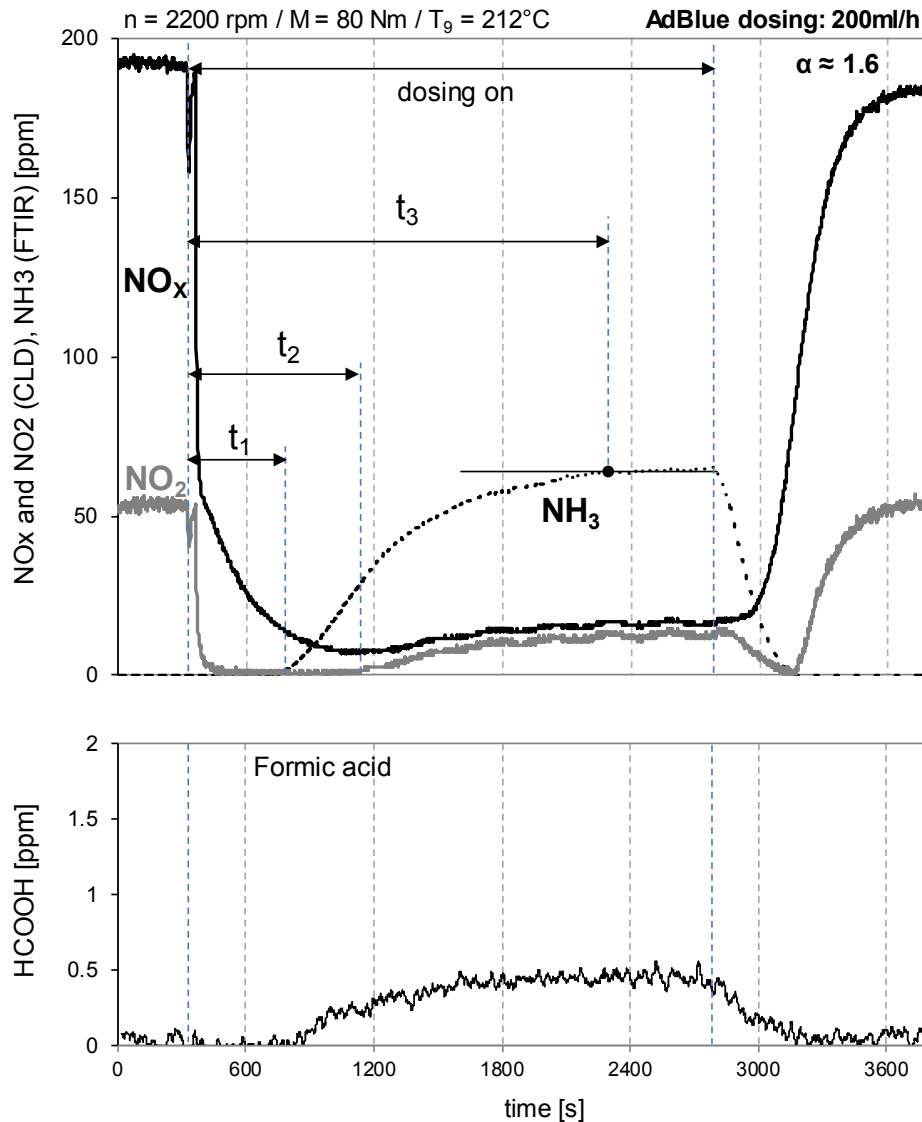 n = 2200 rpm / M = 80 Nm / T₉ = 212°C AdBlue dosing: 200ml/h
200
α ≈ 1.6
dosing on
150
t₃
NOₓ
100
t₂
t₁
NO₂
50
NH₃
0
NOx and NO2 (CLD), NH3 (FTIR) [ppm]
2
Formic acid
1.5
1
0.5
0
HCOOH [ppm]
0 600 1200 1800 2400 3000 3600
time [s]